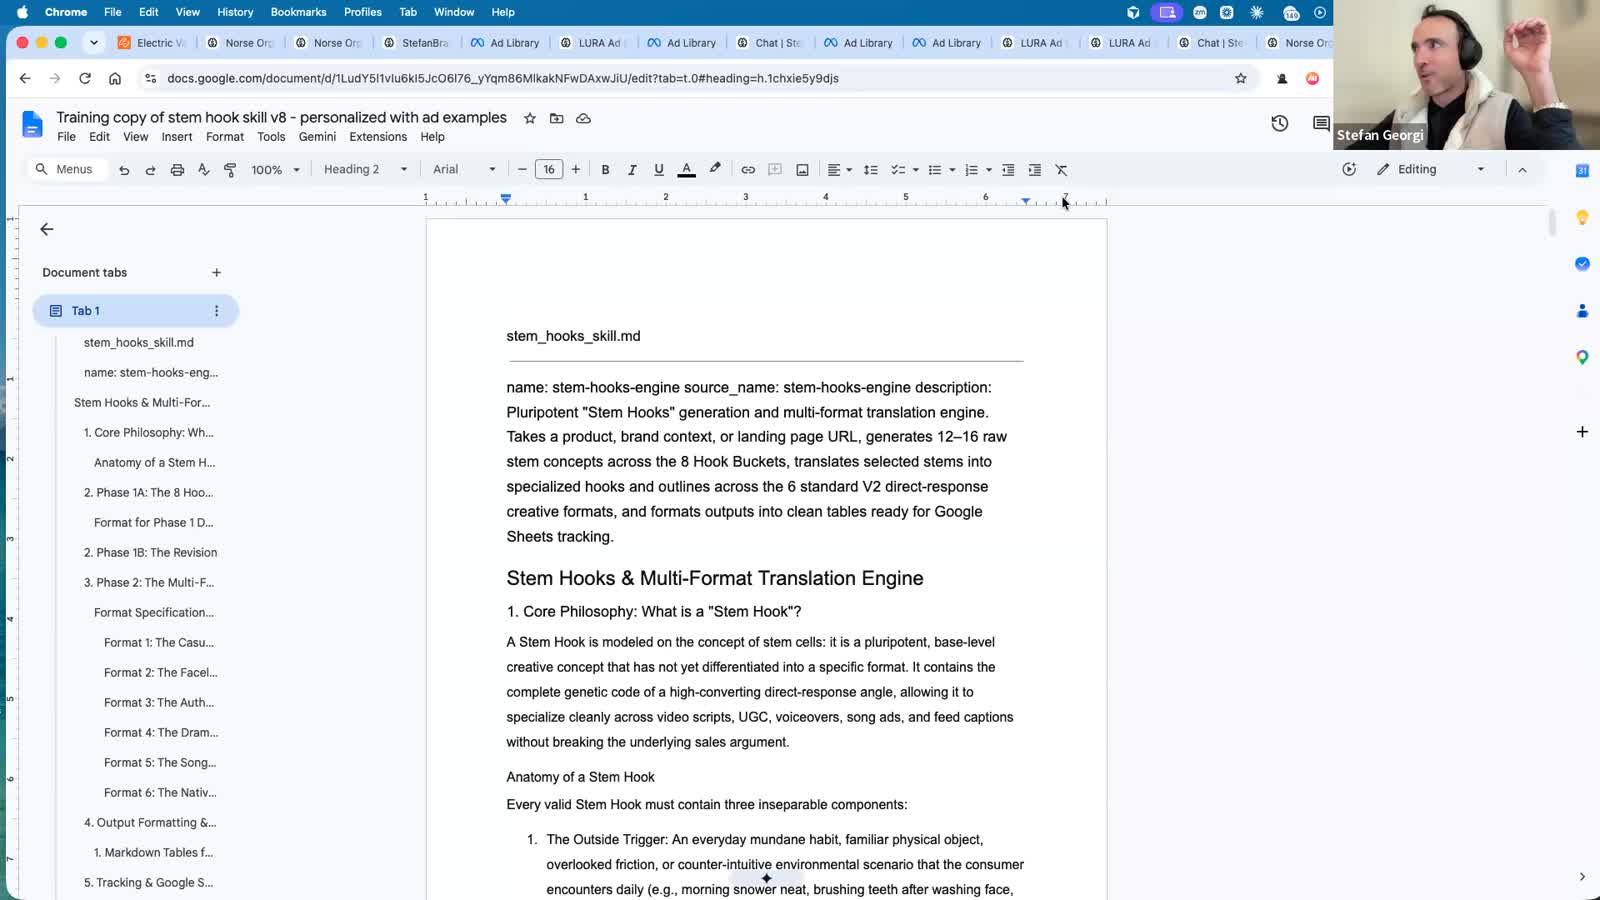 Chrome File Edit View History Bookmarks Profiles Tab Window Help
149
Electric Va Norse Org Norse Org StefanBra Ad Library LURA Ad Ad Library Chat | Ste Ad Library Ad Library LURA Ad LURA Ad Chat | Ste Norse Org
docs.google.com/document/d/1LudY5I1vIu6kI5JcO6I76_yYqm86MlkakNFwDAxwJiU/edit?tab=t.0#heading=h.1chxie5y9djs
Training copy of stem hook skill v8 - personalized with ad examples
Stefan Georgi
File Edit View Insert Format Tools Gemini Extensions Help
Menus 100% Heading 2 Arial 16 Editing
1 1 2 3 4 5 6 7
Document tabs
Tab 1
stem_hooks_skill.md
name: stem-hooks-eng...
Stem Hooks & Multi-For...
1. Core Philosophy: Wh...
Anatomy of a Stem H...
2. Phase 1A: The 8 Hoo...
Format for Phase 1 D...
2. Phase 1B: The Revision
3. Phase 2: The Multi-F...
Format Specification...
Format 1: The Casu...
Format 2: The Facel...
Format 3: The Auth...
Format 4: The Dram...
Format 5: The Song...
Format 6: The Nativ...
4. Output Formatting &...
1. Markdown Tables f...
5. Tracking & Google S...
stem_hooks_skill.md
name: stem-hooks-engine source_name: stem-hooks-engine description:
Pluripotent "Stem Hooks" generation and multi-format translation engine.
Takes a product, brand context, or landing page URL, generates 12–16 raw
stem concepts across the 8 Hook Buckets, translates selected stems into
specialized hooks and outlines across the 6 standard V2 direct-response
creative formats, and formats outputs into clean tables ready for Google
Sheets tracking.
Stem Hooks & Multi-Format Translation Engine
1. Core Philosophy: What is a "Stem Hook"?
A Stem Hook is modeled on the concept of stem cells: it is a pluripotent, base-level
creative concept that has not yet differentiated into a specific format. It contains the
complete genetic code of a high-converting direct-response angle, allowing it to
specialize cleanly across video scripts, UGC, voiceovers, song ads, and feed captions
without breaking the underlying sales argument.
Anatomy of a Stem Hook
Every valid Stem Hook must contain three inseparable components:
1. The Outside Trigger: An everyday mundane habit, familiar physical object,
overlooked friction, or counter-intuitive environmental scenario that the consumer
encounters daily (e.g., morning shower heat, brushing teeth after washing face,